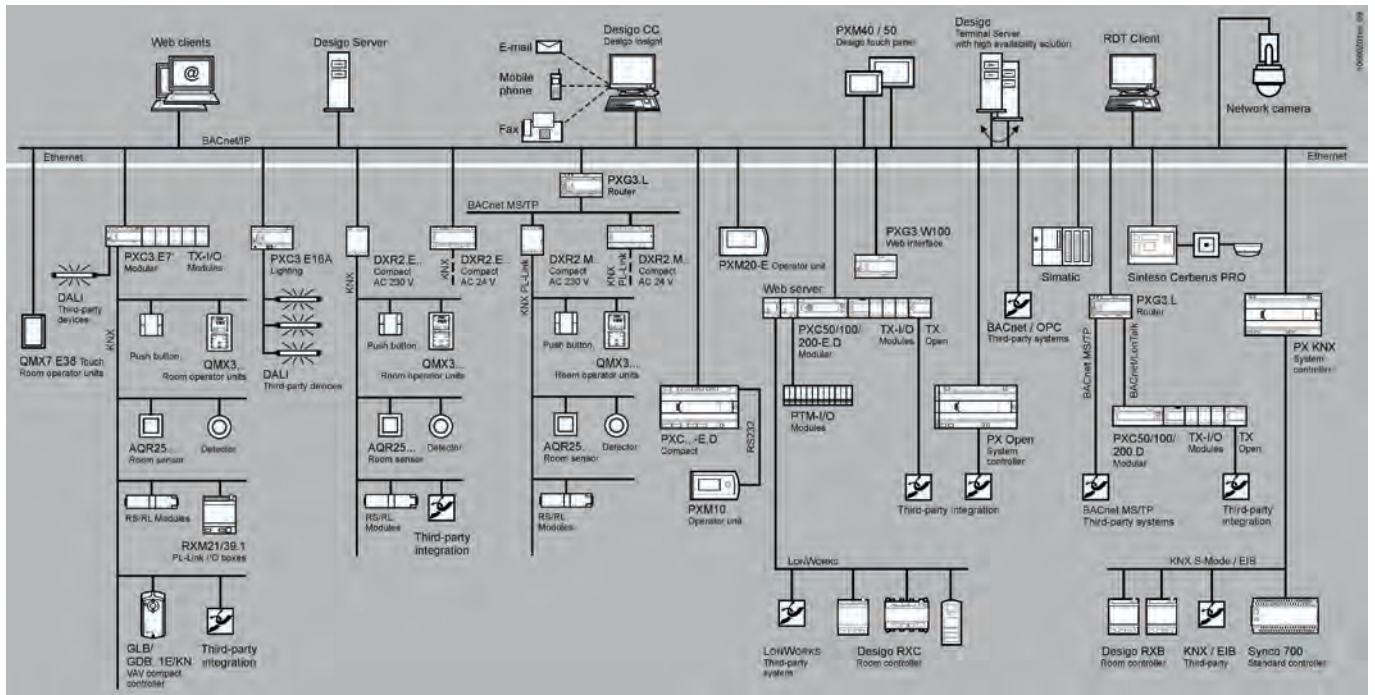 Web clients
Desigo Server
E-mail
Mobile
phone
Fax
Desigo CC
Desigo Insight
PXM40 / 50
Desigo touch panel
Desigo
Terminal Server
with high availability solution
RDT Client
Network camera
BACnet/IP
Ethernet
Ethernet
PXG3.L
Router
BACnet MS/TP
PXC3.E7
Modular
TX-I/O
Modules
DALI
Third-party
devices
KNX
QMX7.E38 Touch
Room operator units
Push button
QMX3...
Room operator units
AQR25...
Room sensor
Detector
RS/RL Modules
RXM21/39.1
PL-Link I/O boxes
GLB/
GDB..1E/KN
VAV compact
controller
Third-party
integration
PXC3.E16A
Lighting
DALI
Third-party devices
KNX
DXR2.E...
Compact
AC 230 V
KNX
DXR2.E...
Compact
AC 24 V
Push button
QMX3...
Room operator units
AQR25...
Room sensor
Detector
RS/RL
Modules
Third-party
integration
KNX PL-Link
DXR2.M...
Compact
AC 230 V
KNX
PL-Link
DXR2.M...
Compact
AC 24 V
Push button
QMX3...
Room operator units
AQR25...
Room sensor
Detector
RS/RL
Modules
PXM20-E Operator unit
PXC...-E.D
Compact
RS232
PXM10
Operator unit
PXG3.W100
Web interface
Web server
PXC50/100/
200-E.D
Modular
TX-I/O
Modules
TX
Open
PTM-I/O
Modules
BACnet / OPC
Third-party systems
PX Open
System
controller
Third-party integration
LONWORKS
LONWORKS
Third-party
system
Desigo RXC
Room controller
Simatic
Sinteso Cerberus PRO
PXG3.L
Router
BACnet MS/TP
BACnet/LonTalk
PXC50/100/
200.D
Modular
TX-I/O
Modules
TX
Open
BACnet MS/TP
Third-party systems
Third-party
integration
PX KNX
System
controller
KNX S-Mode / EIB
Desigo RXB
Room controller
KNX / EIB
Third-party
Synco 700
Standard controller